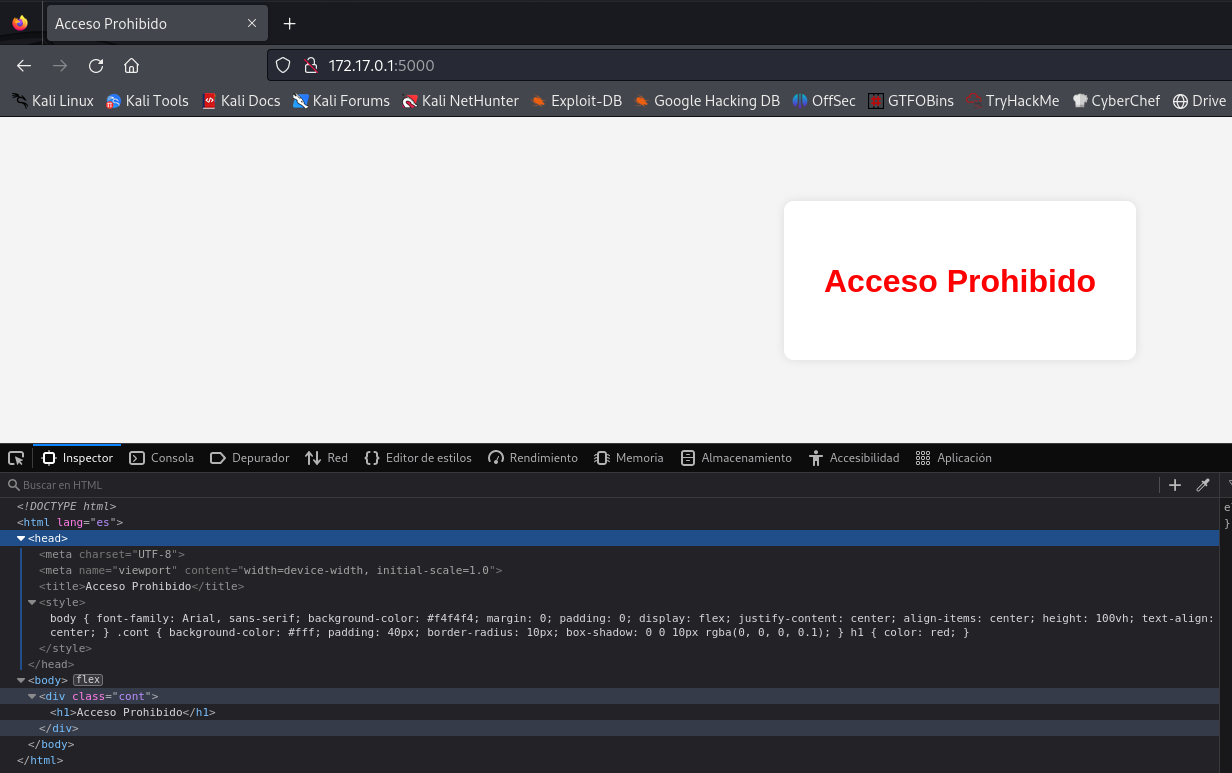 Acceso Prohibido
172.17.0.1:5000
Kali Linux Kali Tools Kali Docs Kali Forums Kali NetHunter Exploit-DB Google Hacking DB OffSec GTFOBins TryHackMe CyberChef Drive
Acceso Prohibido
Inspector Consola Depurador Red Editor de estilos Rendimiento Memoria Almacenamiento Accesibilidad Aplicación
Buscar en HTML
<!DOCTYPE html>
<html lang="es">
<head>
<meta charset="UTF-8">
<meta name="viewport" content="width=device-width, initial-scale=1.0">
<title>Acceso Prohibido</title>
<style>
body { font-family: Arial, sans-serif; background-color: #f4f4f4; margin: 0; padding: 0; display: flex; justify-content: center; align-items: center; height: 100vh; text-align:
center; } .cont { background-color: #fff; padding: 40px; border-radius: 10px; box-shadow: 0 0 10px rgba(0, 0, 0, 0.1); } h1 { color: red; }
</style>
</head>
<body> flex
<div class="cont">
<h1>Acceso Prohibido</h1>
</div>
</body>
</html>